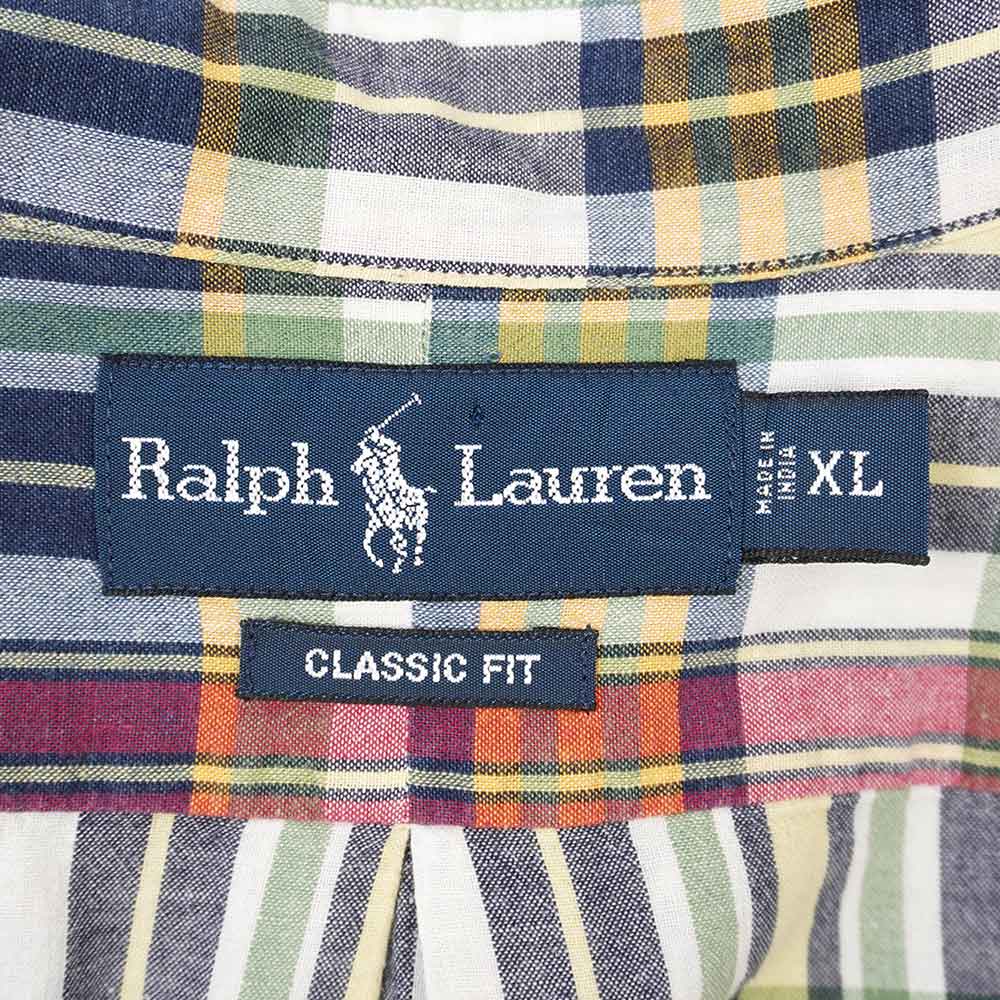 Ralph Lauren
MADE IN
INDIA
XL
CLASSIC FIT